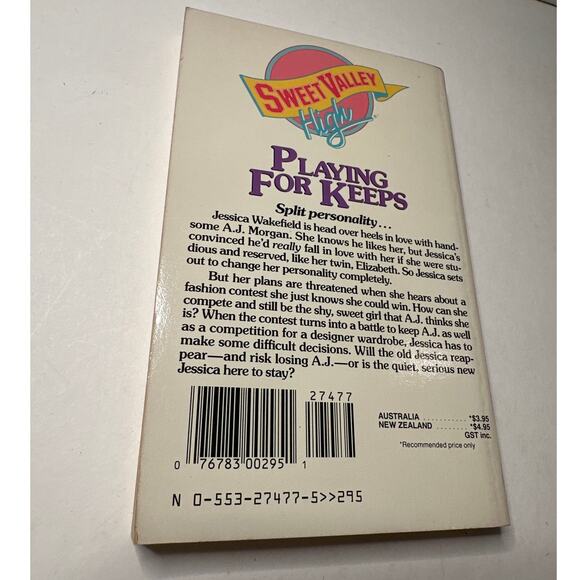 SWEET VALLEY
High®
PLAYING
FOR KEEPS
Split personality...
Jessica Wakefield is head over heels in love with hand-
some A.J. Morgan. She knows he likes her, but Jessica's
convinced he'd really fall in love with her if she were stu-
dious and reserved, like her twin, Elizabeth. So Jessica sets
out to change her personality completely.
But her plans are threatened when she hears about a
fashion contest she just knows she could win. How can she
compete and still be the shy, sweet girl that A.J. thinks she
is? When the contest turns into a battle to keep A.J. as well
as a competition for a designer wardrobe, Jessica has to
make some difficult decisions. Will the old Jessica reap-
pear—and risk losing A.J.—or is the quiet, serious new
Jessica here to stay?
27477
0 76783 00295 1
AUSTRALIA ........... *$3.95
NEW ZEALAND ........ *$4.95
GST inc.
*Recommended price only
N 0-553-27477-5>>295